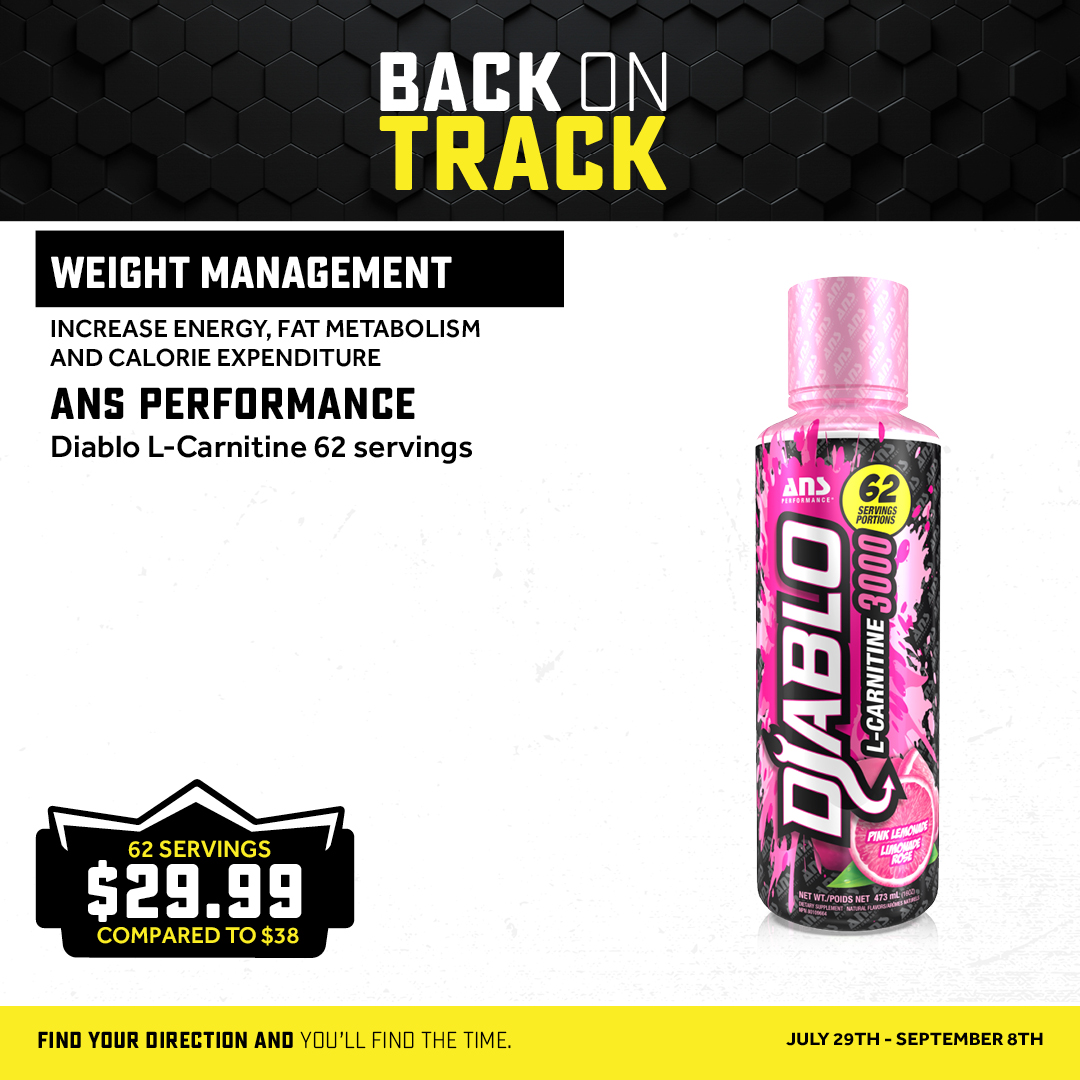 BACK ON
TRACK
WEIGHT MANAGEMENT
INCREASE ENERGY, FAT METABOLISM
AND CALORIE EXPENDITURE
ANS PERFORMANCE
Diablo L-Carnitine 62 servings
ANS
PERFORMANCE
62
SERVINGS
PORTIONS
DIABLO
L-CARNITINE 3000
PINK LEMONADE
LIMONADE
ROSE
NET WT./POIDS NET 473 mL
DIETARY SUPPLEMENT
62 SERVINGS
$29.99
COMPARED TO $38
FIND YOUR DIRECTION AND YOU'LL FIND THE TIME.
JULY 29TH - SEPTEMBER 8TH